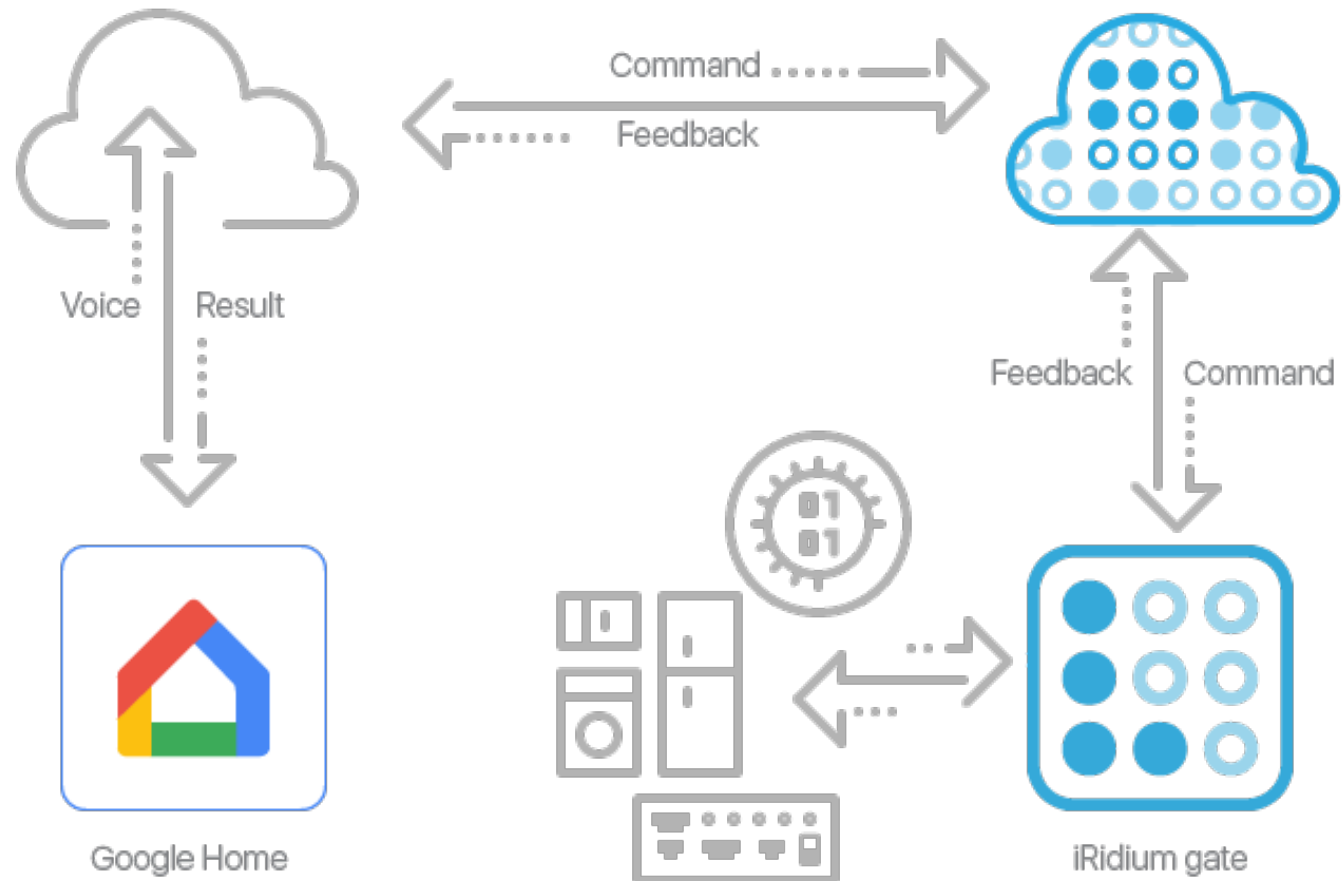 Command
Feedback
Voice
Result
Feedback
Command
01
01
Google Home
iRidium gate